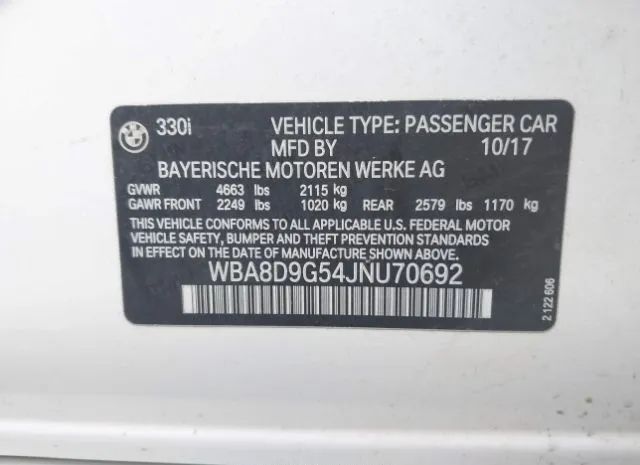 BMW
330i VEHICLE TYPE: PASSENGER CAR
MFD BY 10/17
BAYERISCHE MOTOREN WERKE AG
GVWR 4663 lbs 2115 kg
GAWR FRONT 2249 lbs 1020 kg REAR 2579 lbs 1170 kg
THIS VEHICLE CONFORMS TO ALL APPLICABLE U.S. FEDERAL MOTOR
VEHICLE SAFETY, BUMPER AND THEFT PREVENTION STANDARDS
IN EFFECT ON THE DATE OF MANUFACTURE SHOWN ABOVE.
WBA8D9G54JNU70692
2 122 606